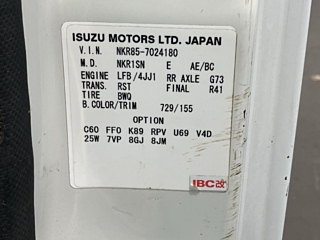 ISUZU MOTORS LTD. JAPAN
V.I.N. NKR85-7024180
M.D. NKR1SN E AE/BC
ENGINE LFB/4JJ1 RR AXLE G73
TRANS. RST FINAL R41
TIRE BWQ
B.COLOR/TRIM 729/155
OPTION
C60 FF0 K89 RPV U69 V4D
25W 7VP 8GJ 8JM
IBC改